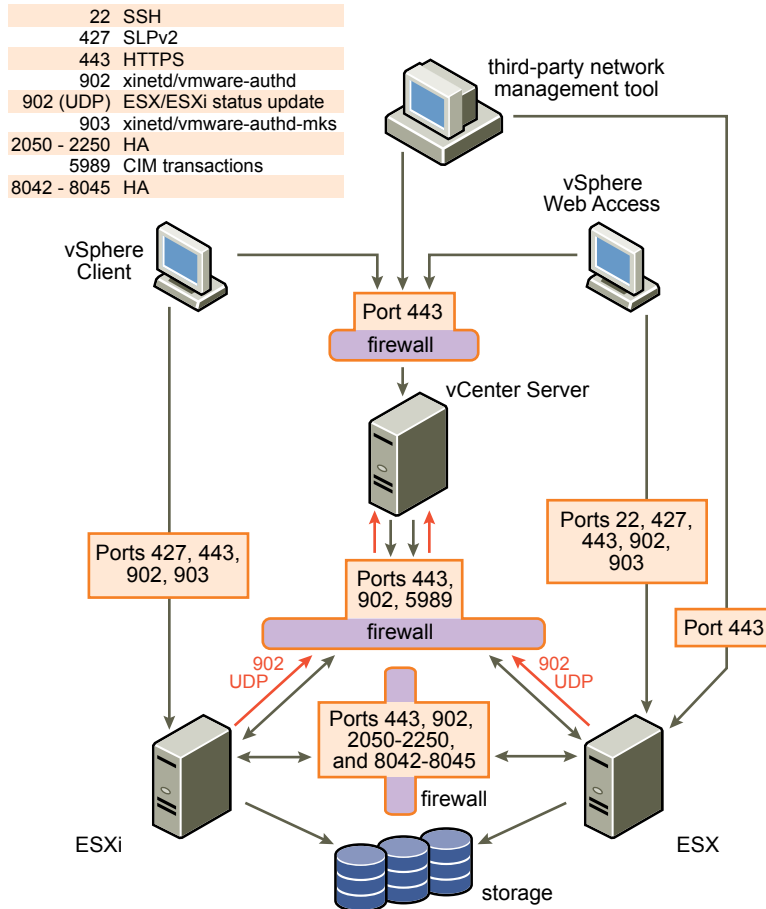 22 SSH
427 SLPv2
443 HTTPS
902 xinetd/vmware-authd
902 (UDP) ESX/ESXi status update
903 xinetd/vmware-authd-mks
2050 - 2250 HA
5989 CIM transactions
8042 - 8045 HA
third-party network
management tool
vSphere
Web Access
vSphere
Client
Port 443
firewall
vCenter Server
Ports 427, 443,
902, 903
Ports 22, 427,
443, 902,
903
Ports 443,
902, 5989
firewall
Port 443
902
UDP
902
UDP
Ports 443, 902,
2050-2250,
and 8042-8045
firewall
ESXi
ESX
storage